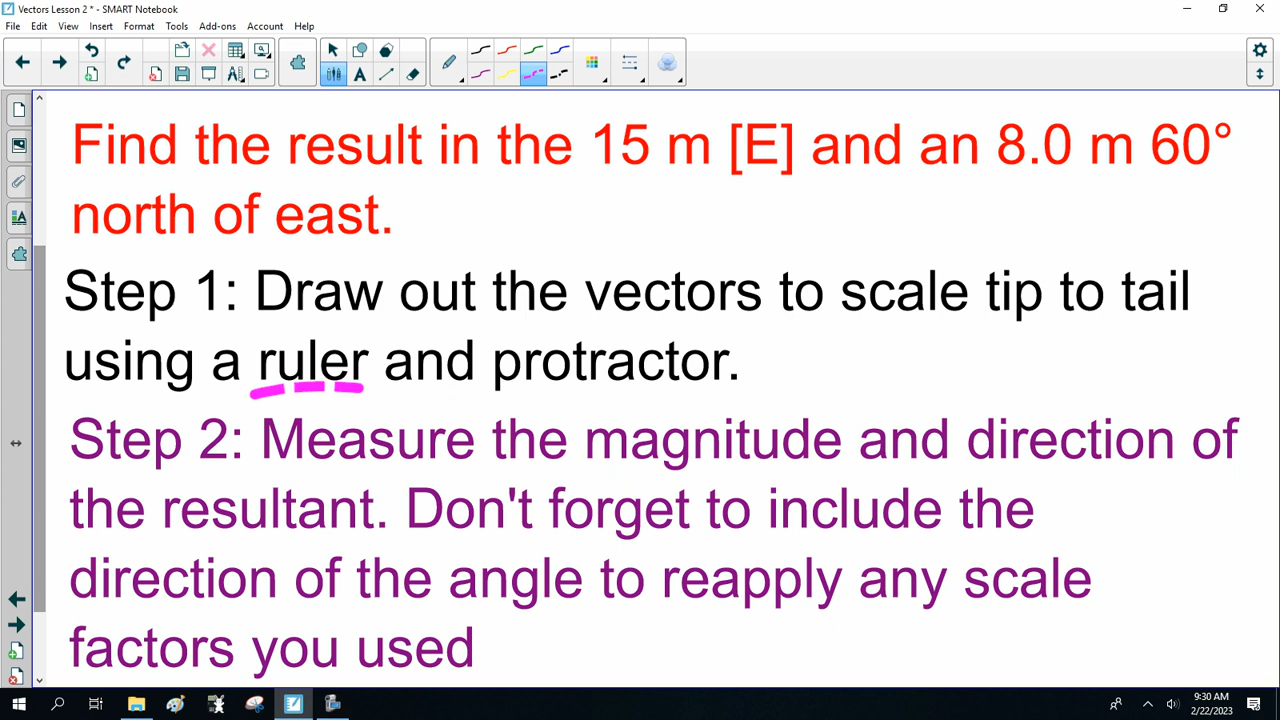 Vectors Lesson 2 * - SMART Notebook
File Edit View Insert Format Tools Add-ons Account Help
Find the result in the 15 m [E] and an 8.0 m 60°
north of east.
Step 1: Draw out the vectors to scale tip to tail
using a ruler and protractor.
Step 2: Measure the magnitude and direction of
the resultant. Don't forget to include the
direction of the angle to reapply any scale
factors you used
9:30 AM
2/22/2023